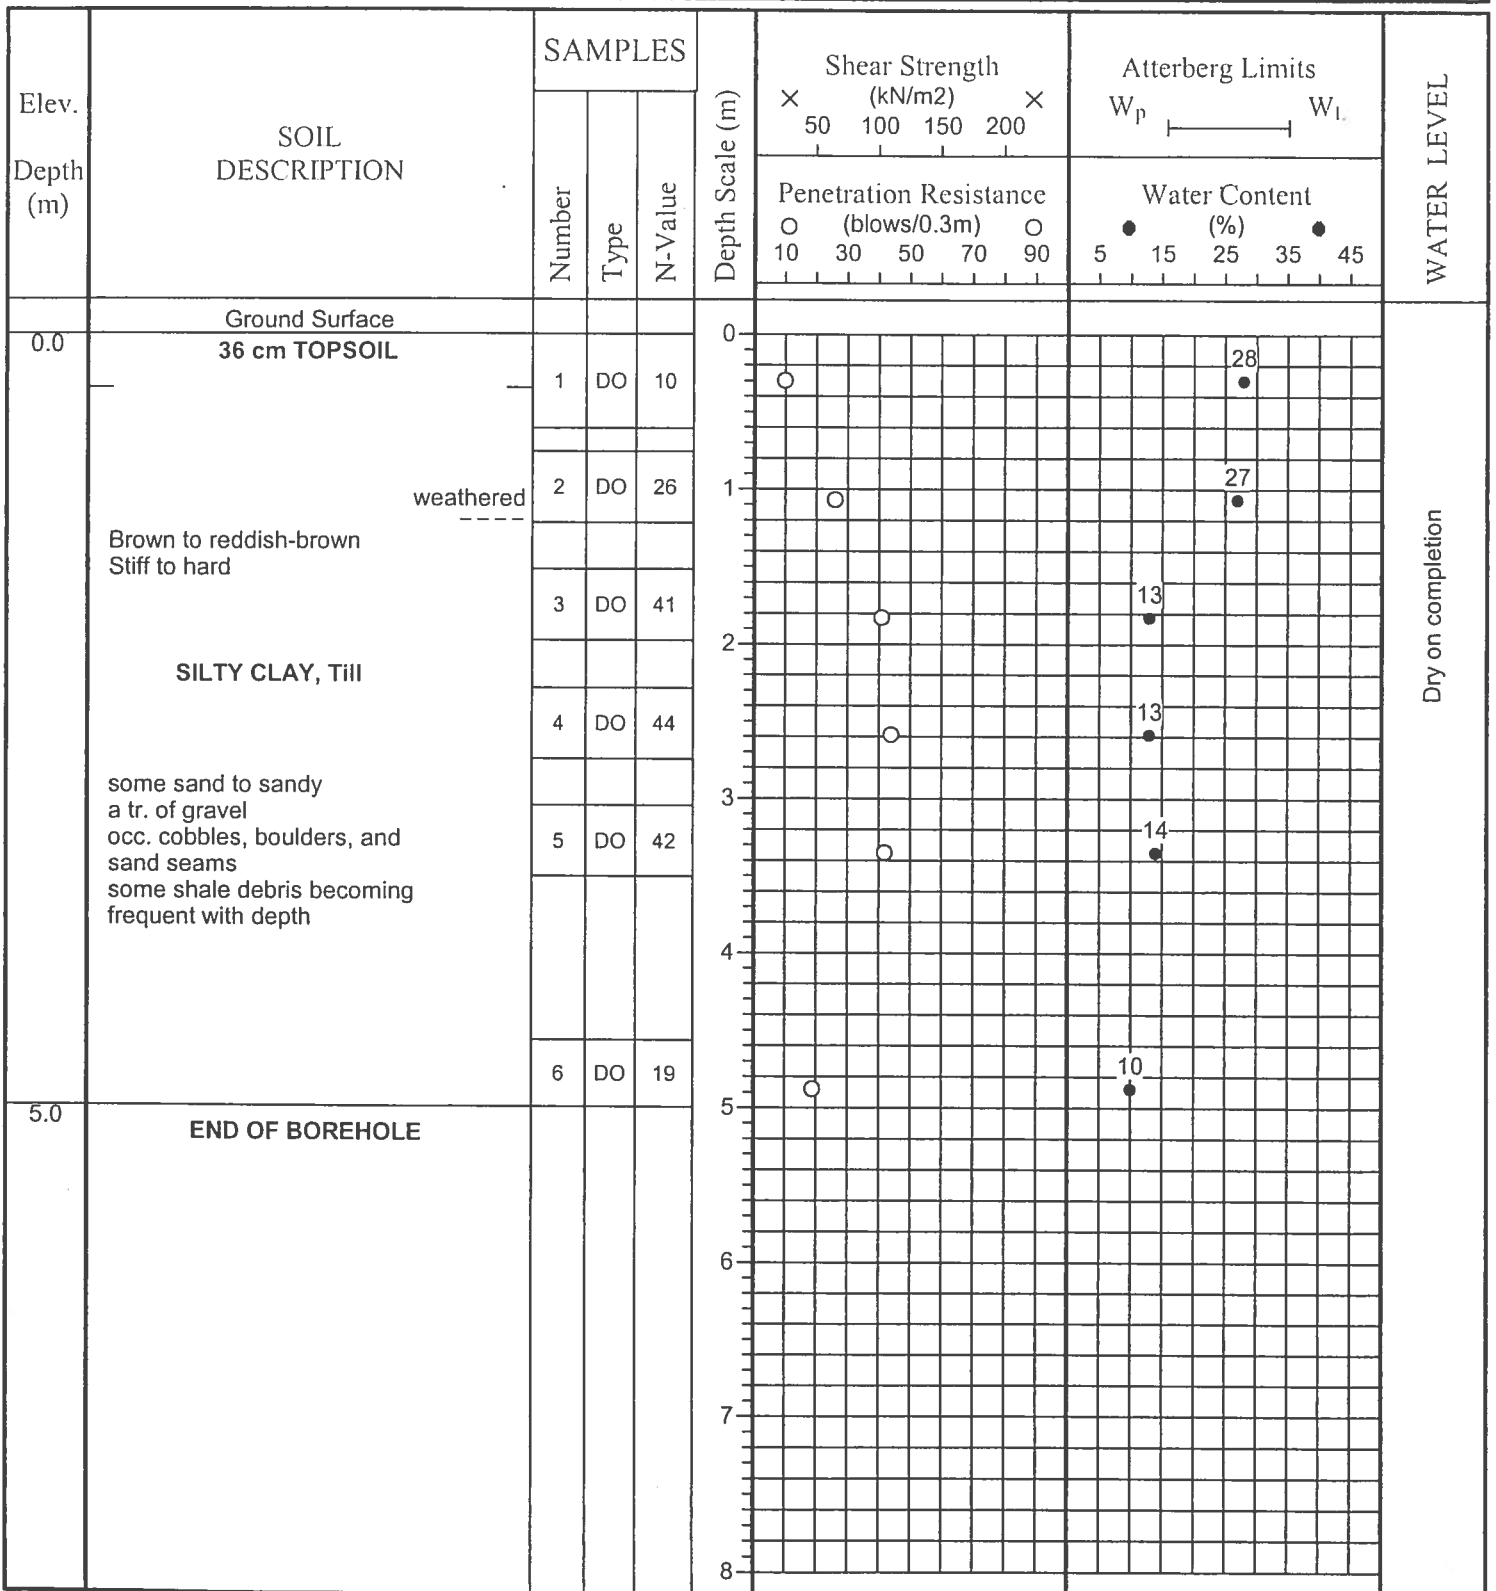 Elev.
Depth
(m)
SOIL
DESCRIPTION
SAMPLES
Number
Type
N-Value
Depth Scale (m)
Shear Strength
× (kN/m2) ×
50 100 150 200
Penetration Resistance
(blows/0.3m)
10 30 50 70 90
Atterberg Limits
Wp WL
Water Content
(%)
5 15 25 35 45
WATER LEVEL
Ground Surface
0.0
36 cm TOPSOIL
1 DO 10
weathered
2 DO 26
Brown to reddish-brown
Stiff to hard
3 DO 41
SILTY CLAY, Till
4 DO 44
some sand to sandy
a tr. of gravel
occ. cobbles, boulders, and
sand seams
some shale debris becoming
frequent with depth
5 DO 42
6 DO 19
5.0
END OF BOREHOLE
0
1
2
3
4
5
6
7
8
28
27
13
13
14
10
Dry on completion